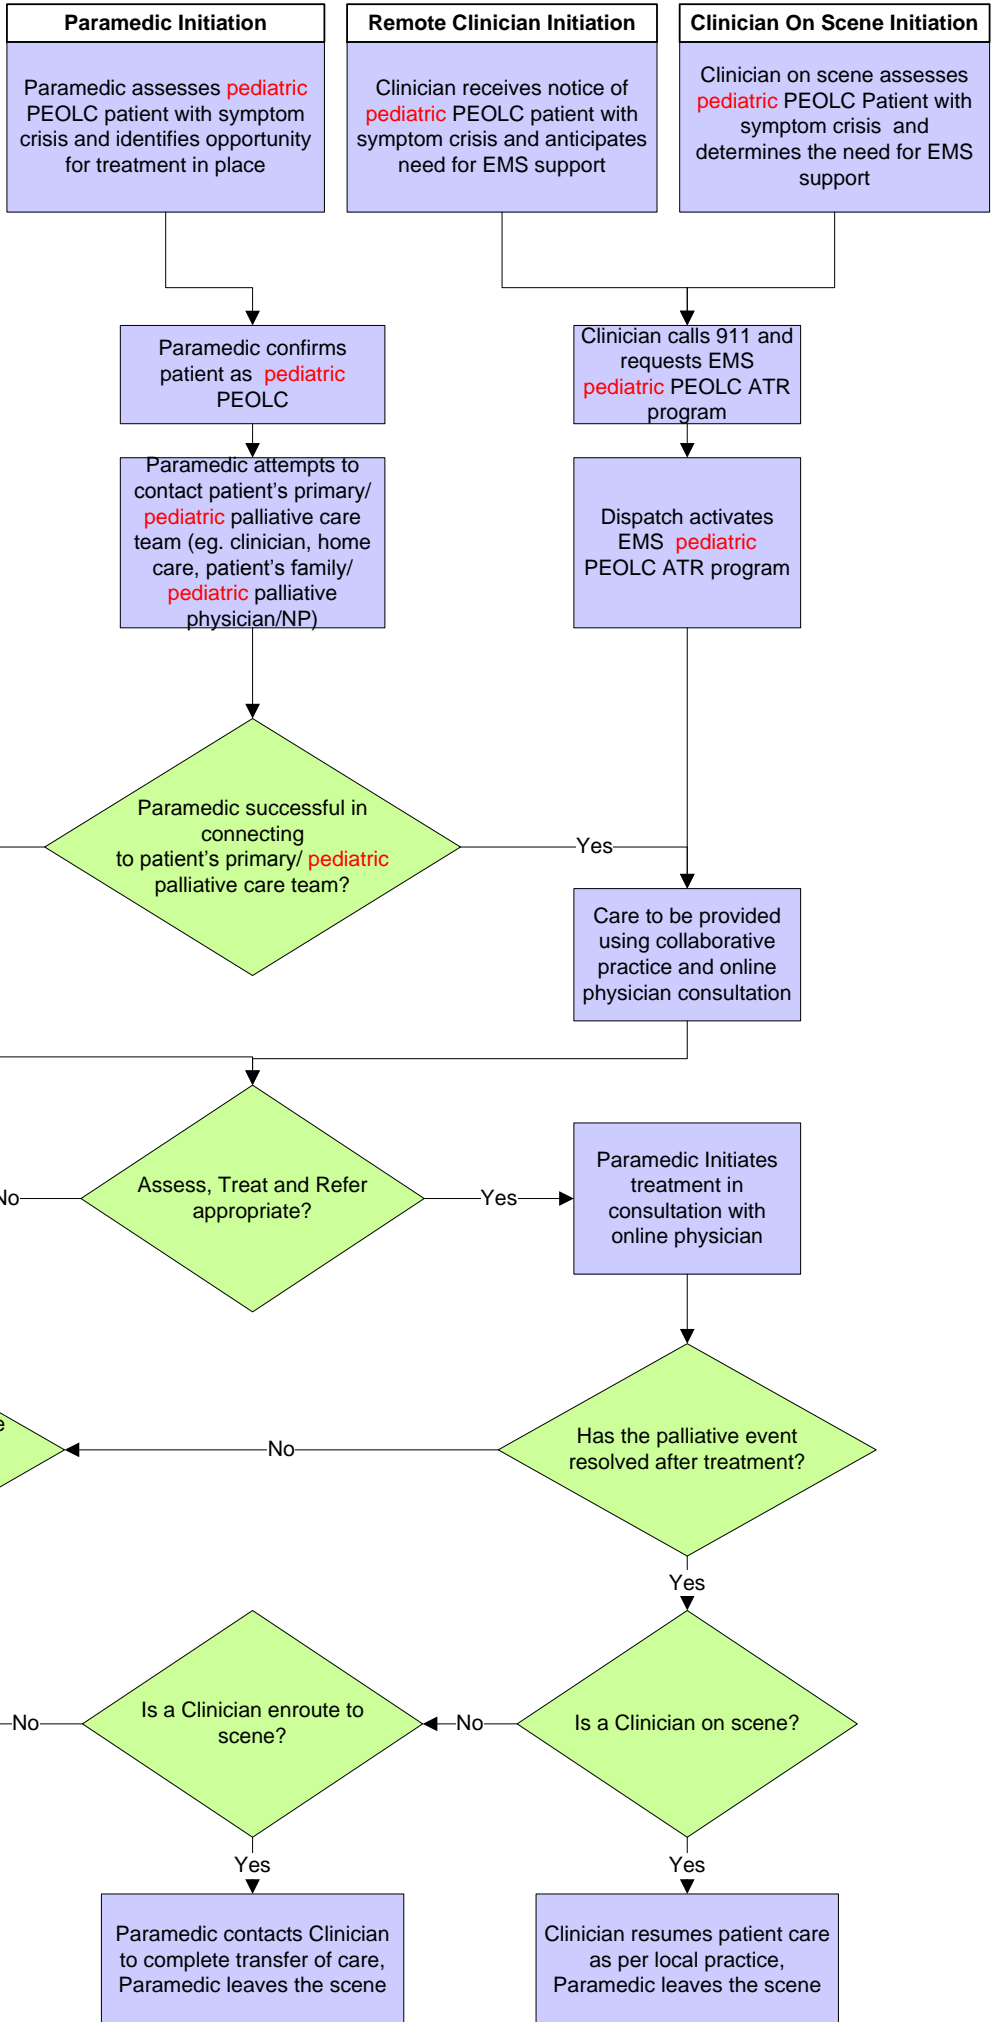 Paramedic Initiation
Paramedic assesses pediatric
PEOLC patient with symptom
crisis and identifies opportunity
for treatment in place
Remote Clinician Initiation
Clinician receives notice of
pediatric PEOLC patient with
symptom crisis and anticipates
need for EMS support
Clinician On Scene Initiation
Clinician on scene assesses
pediatric PEOLC Patient with
symptom crisis and
determines the need for EMS
support
Paramedic confirms
patient as pediatric
PEOLC
Clinician calls 911 and
requests EMS
pediatric PEOLC ATR
program
Paramedic attempts to
contact patient's primary/
pediatric palliative care
team (eg. clinician, home
care, patient's family/
pediatric palliative
physician/NP)
Dispatch activates
EMS pediatric
PEOLC ATR program
Paramedic successful in
connecting
to patient's primary/ pediatric
palliative care team?
Yes
Care to be provided
using collaborative
practice and online
physician consultation
No
Assess, Treat and Refer
appropriate?
Yes
Paramedic Initiates
treatment in
consultation with
online physician
e
No
Has the palliative event
resolved after treatment?
Yes
No
Is a Clinician enroute to
scene?
No
Is a Clinician on scene?
Yes
Yes
Paramedic contacts Clinician
to complete transfer of care,
Paramedic leaves the scene
Clinician resumes patient care
as per local practice,
Paramedic leaves the scene